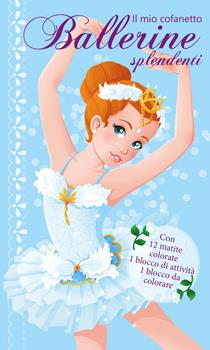 Il mio cofanetto
Ballerine
splendenti
Con
12 matite
colorate
1 blocco di attività
1 blocco da
colorare